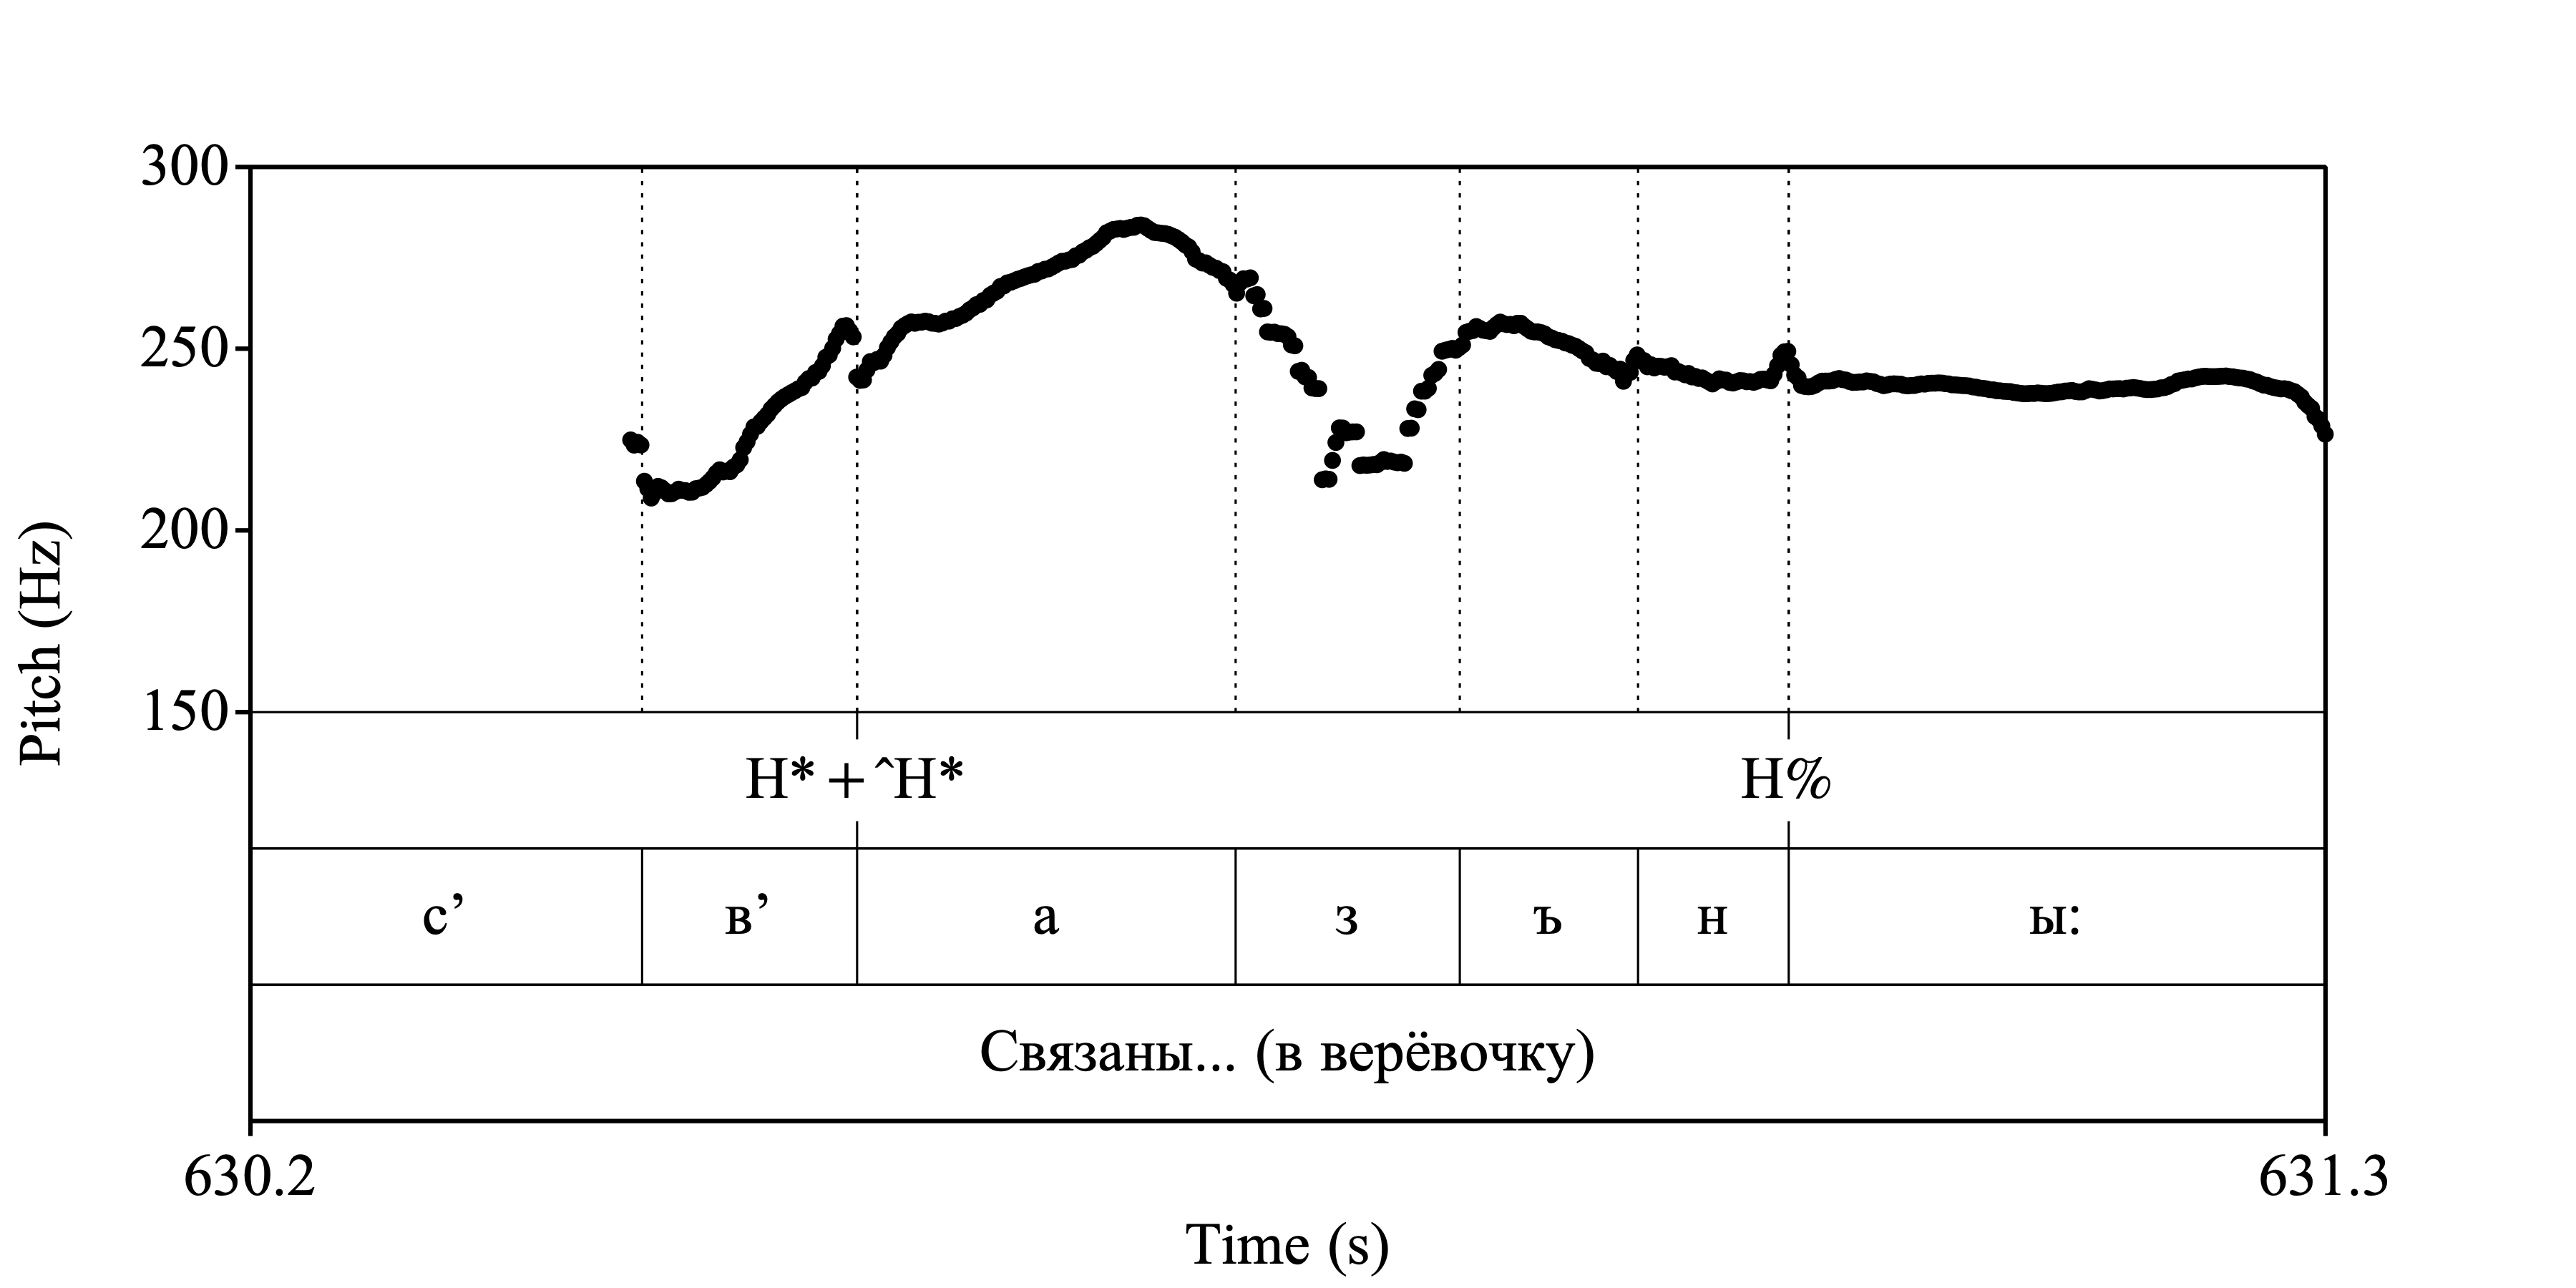 300
250
200
150
Pitch (Hz)
H* + ˆH* H%
с’ в’ а з ъ н ы:
Связаны... (в верёвочку)
630.2 631.3
Time (s)